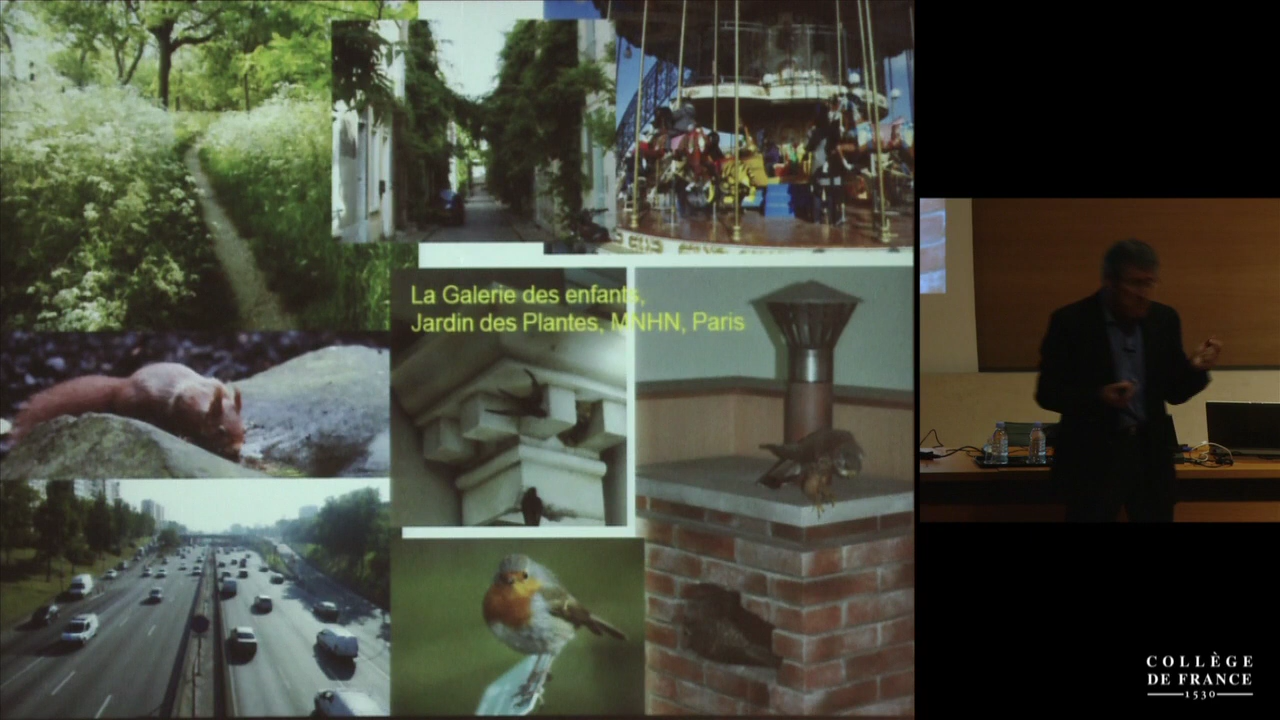 La Galerie des enfants,
Jardin des Plantes, MNHN, Paris
COLLÈGE
DE FRANCE
1530